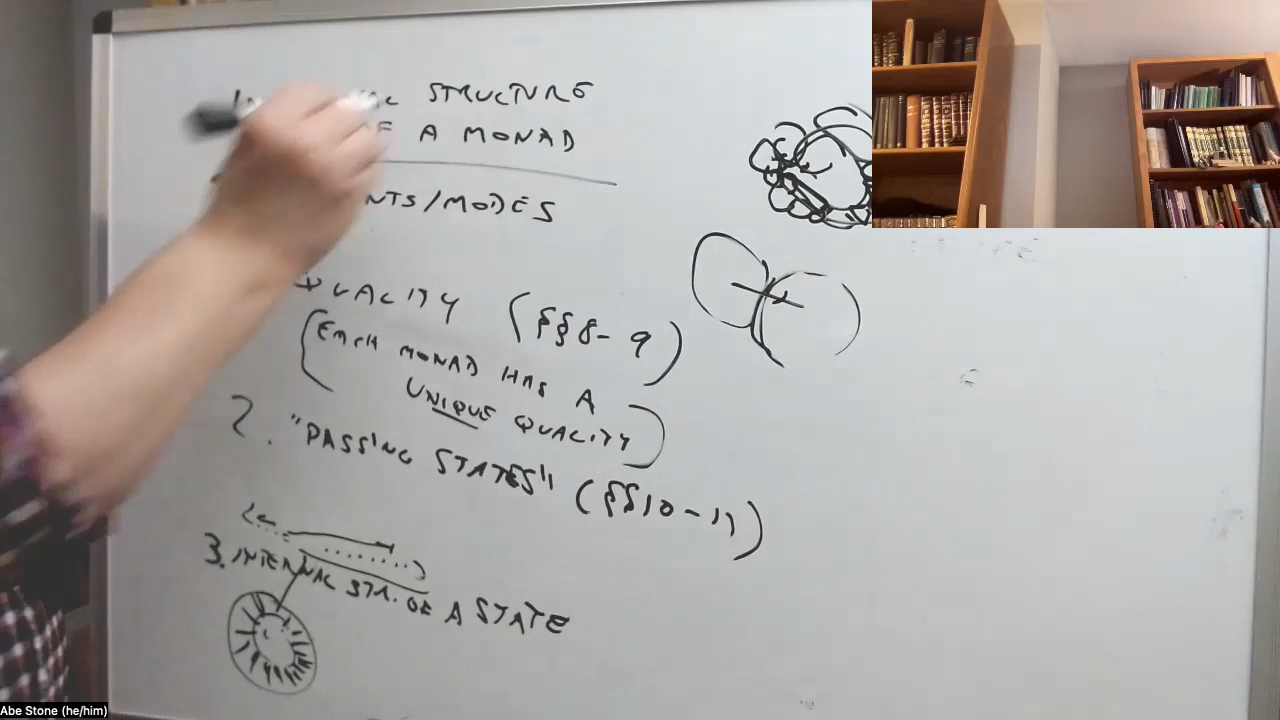 STRUCTURE
A MONAD
NTS/MODES
QUALITY (§§8-9)
(EACH MONAD HAS A
UNIQUE QUALITY)
2. "PASSING STATES" (§§10-11)
3. INTERNAL STR. OF A STATE
Abe Stone (he/him)